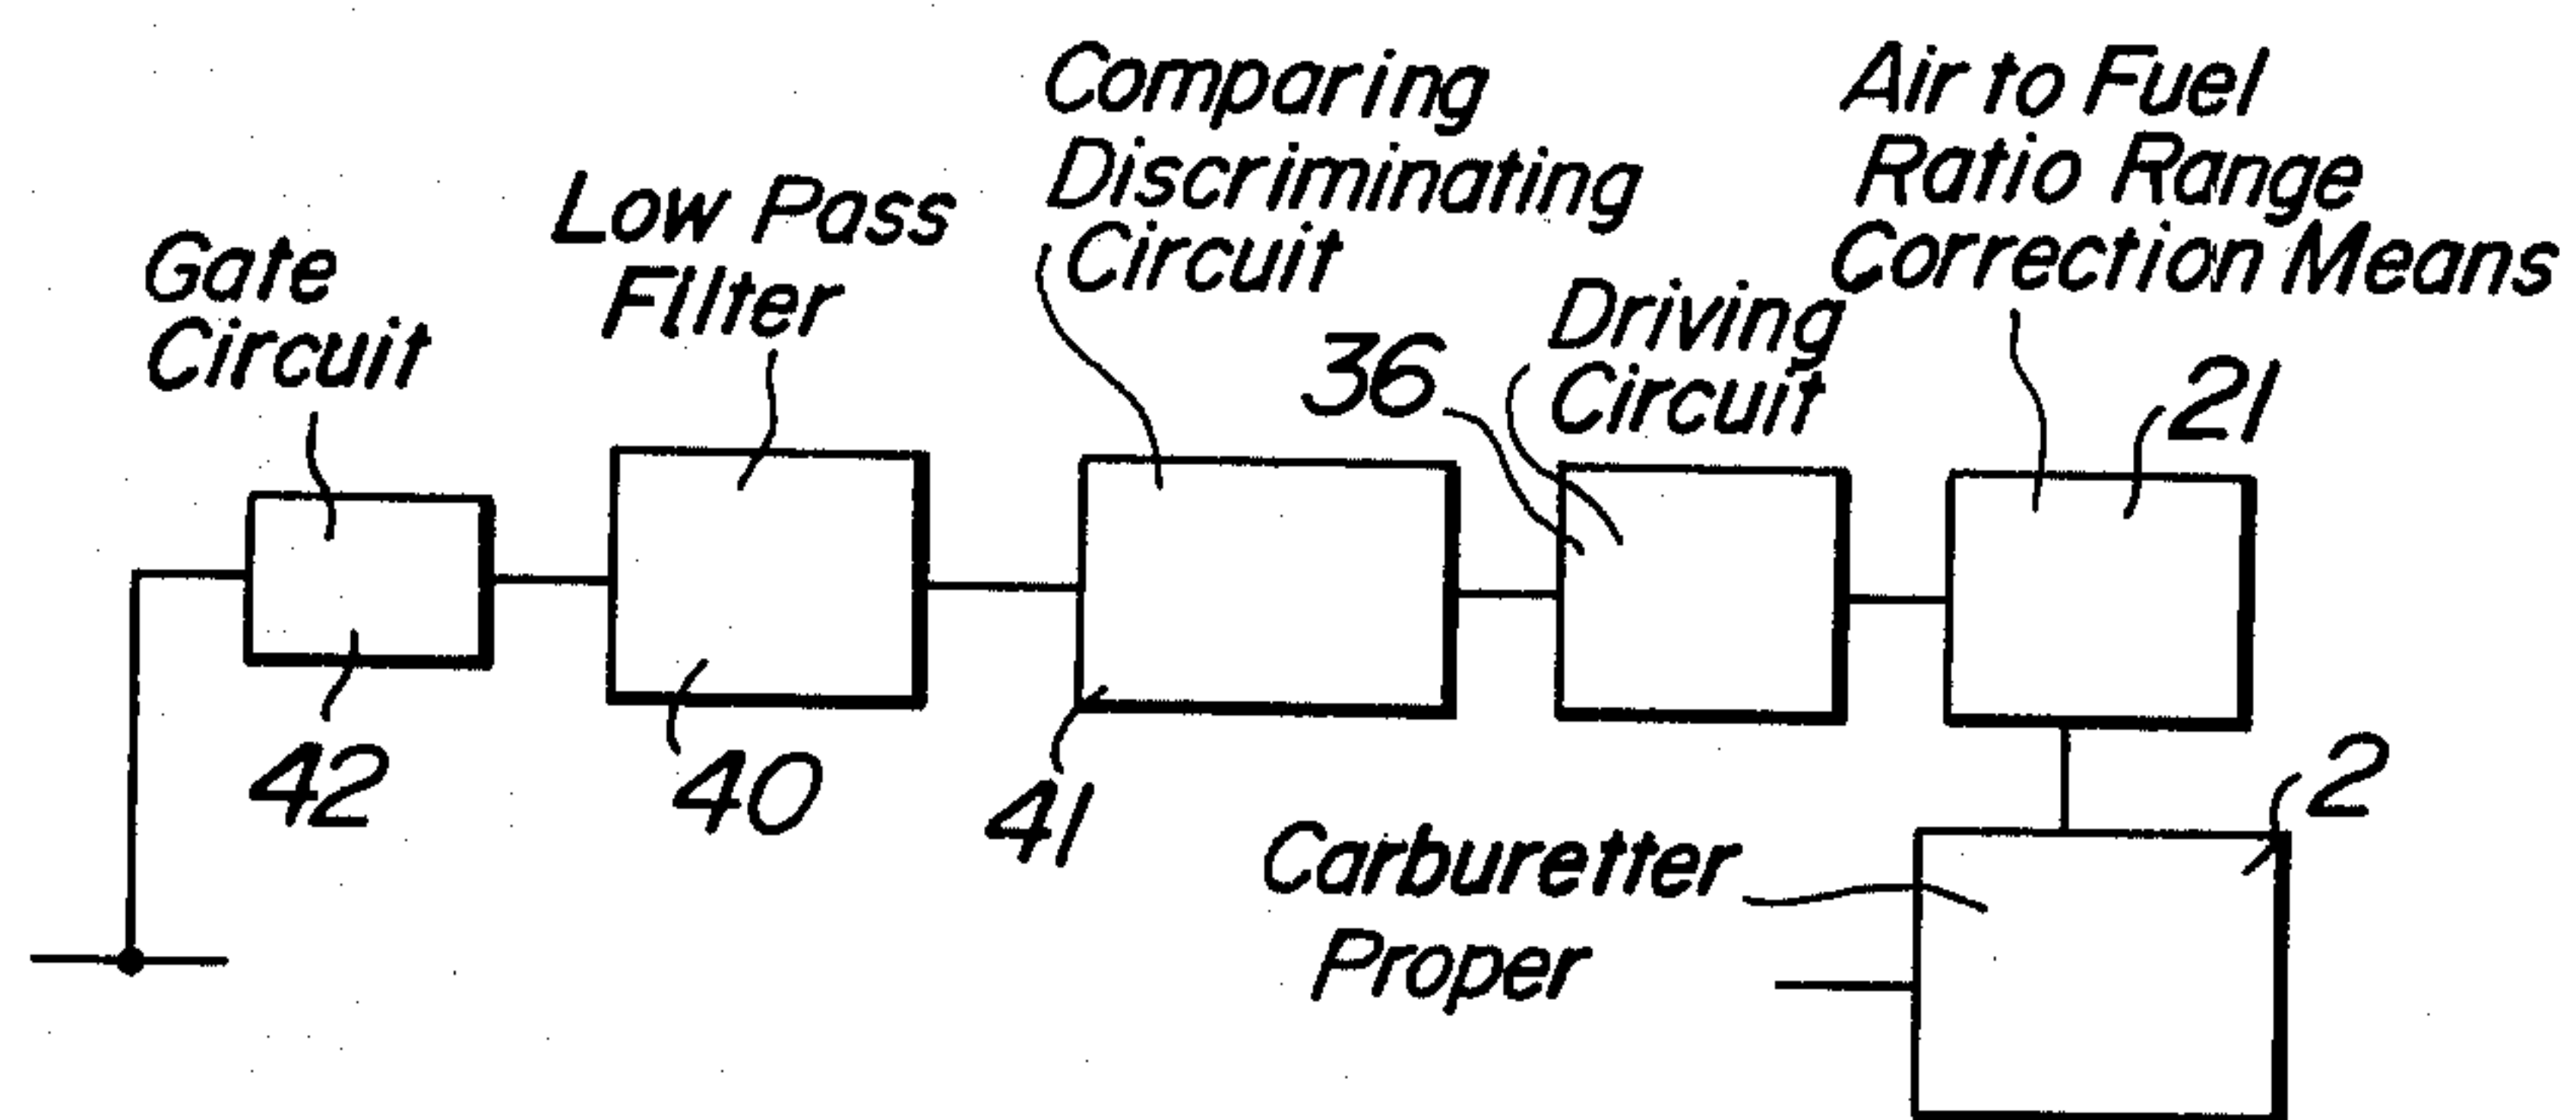 Gate
Circuit
Low Pass
Filter
Comparing
Discriminating
Circuit
36
Driving
Circuit
Air to Fuel
Ratio Range
Correction Means
21
42
40
41
Carburetter
Proper
2